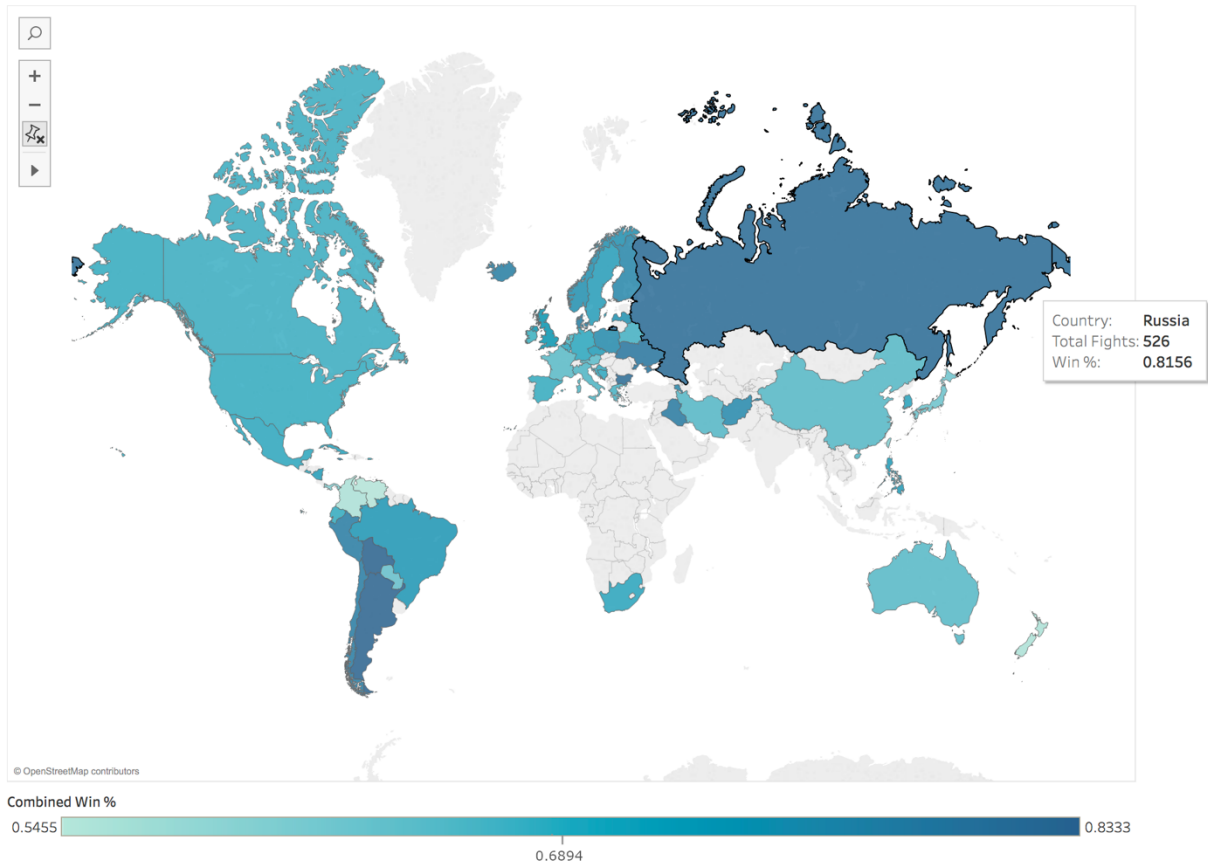 Country: Russia
Total Fights: 526
Win %: 0.8156
© OpenStreetMap contributors
Combined Win %
0.5455
0.8333
0.6894